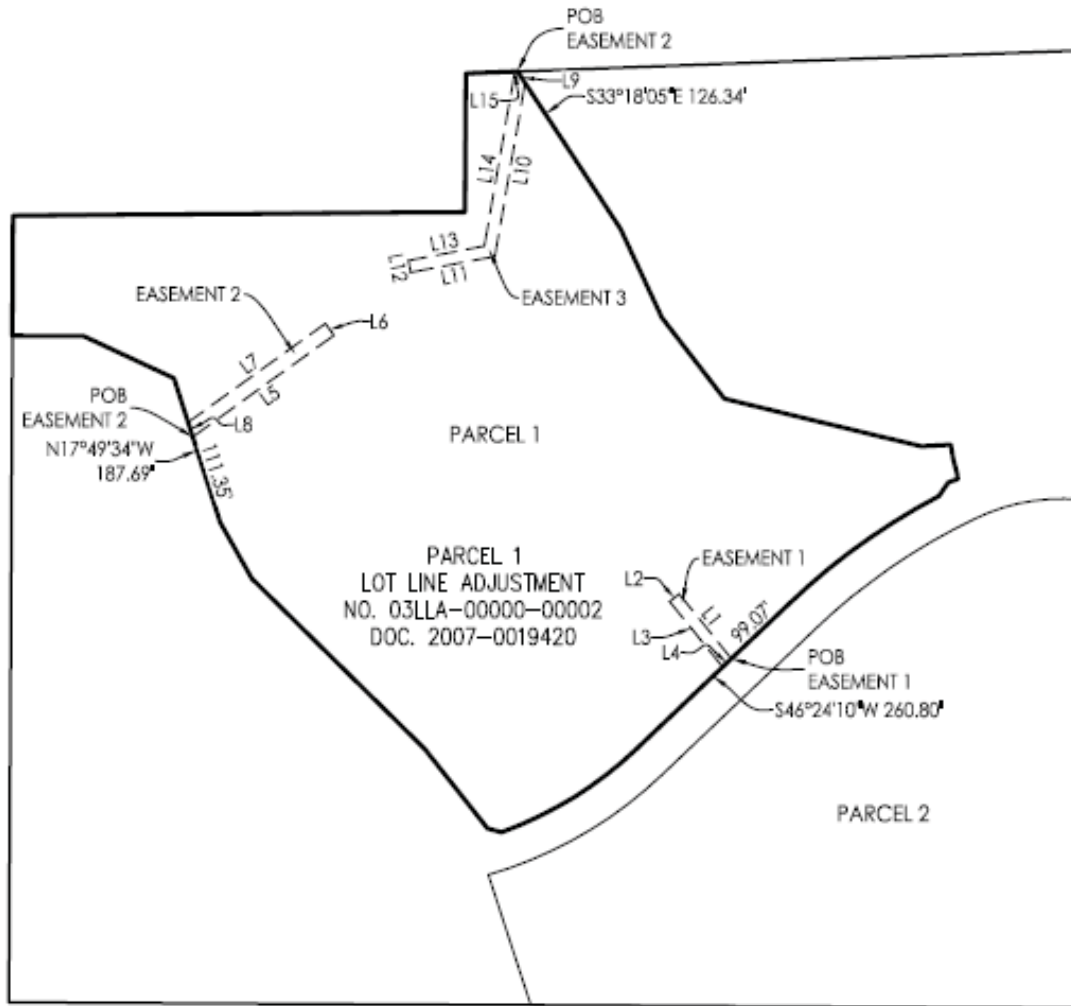 POB
EASEMENT 2
L9
L15
S33°18'05"E 126.34'
L14
L10
L13
L12
L11
EASEMENT 3
EASEMENT 2
L6
L7
L5
POB
EASEMENT 2
L8
N17°49'34"W
187.69'
111.35'
PARCEL 1
PARCEL 1
LOT LINE ADJUSTMENT
NO. 03LLA-00000-00002
DOC. 2007-0019420
EASEMENT 1
L2
L1
L3
L4
99.07'
POB
EASEMENT 1
S46°24'10"W 260.80'
PARCEL 2